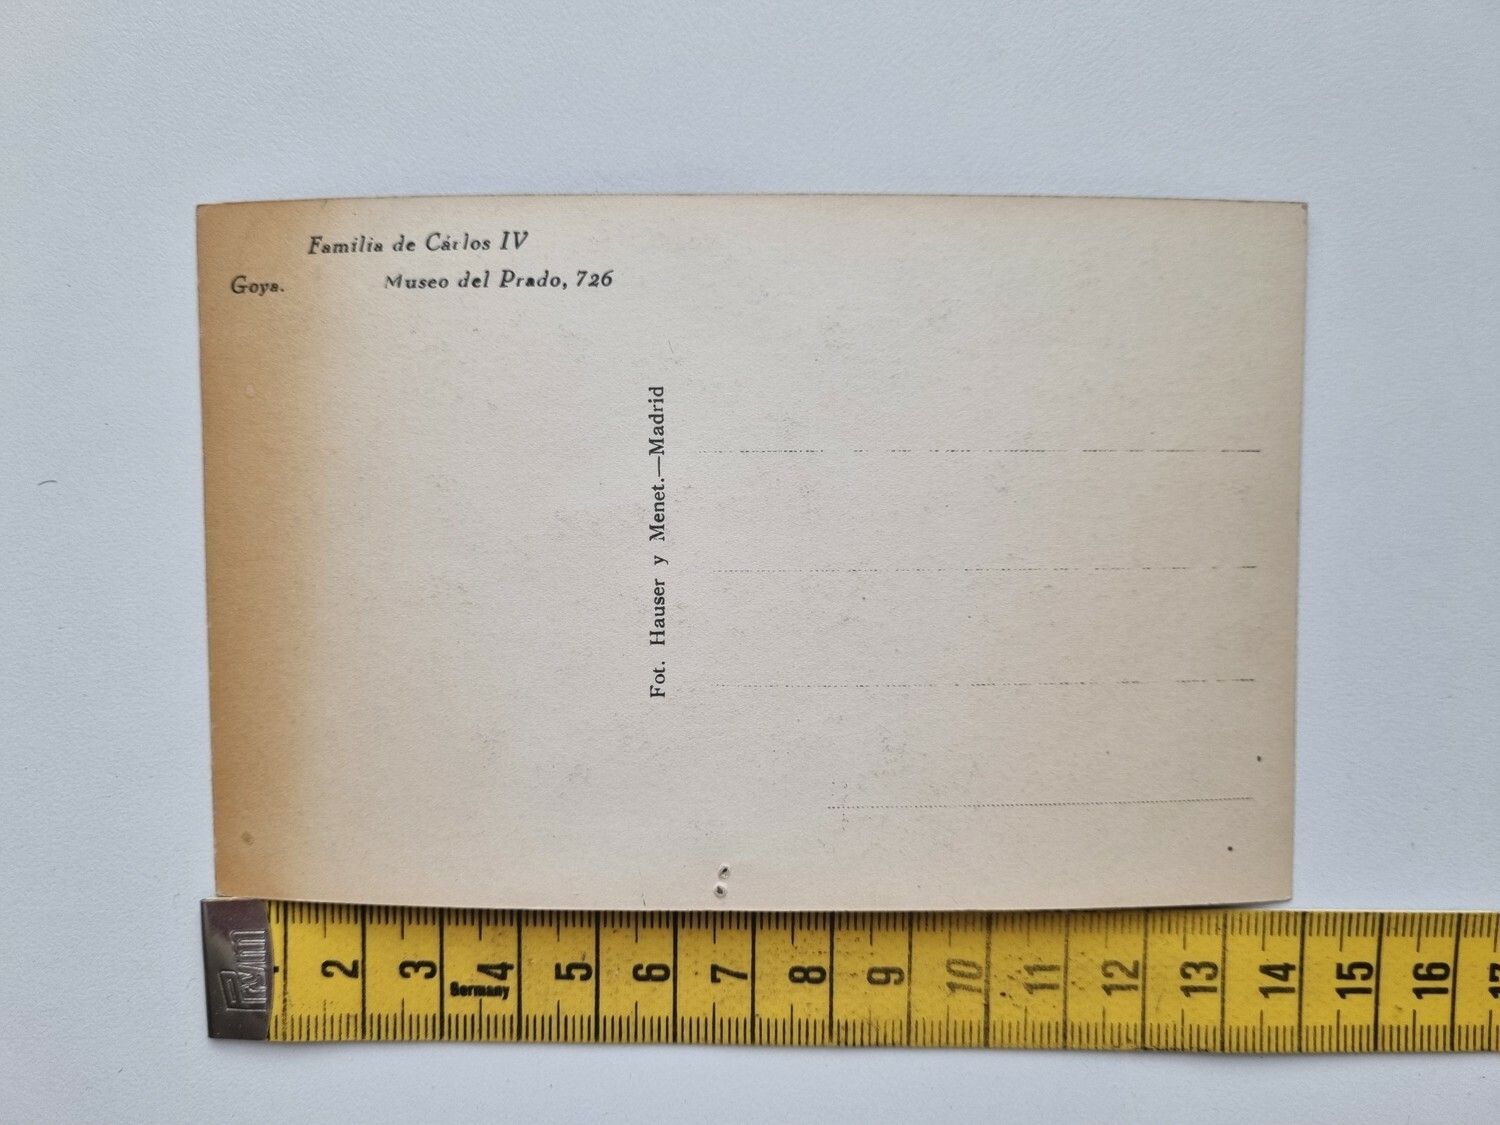 Familia de Cárlos IV
Goya. Museo del Prado, 726
Fot. Hauser y Menet.—Madrid
2 3 4 5 6 7 8 9 10 11 12 13 14 15 16 17
Germany